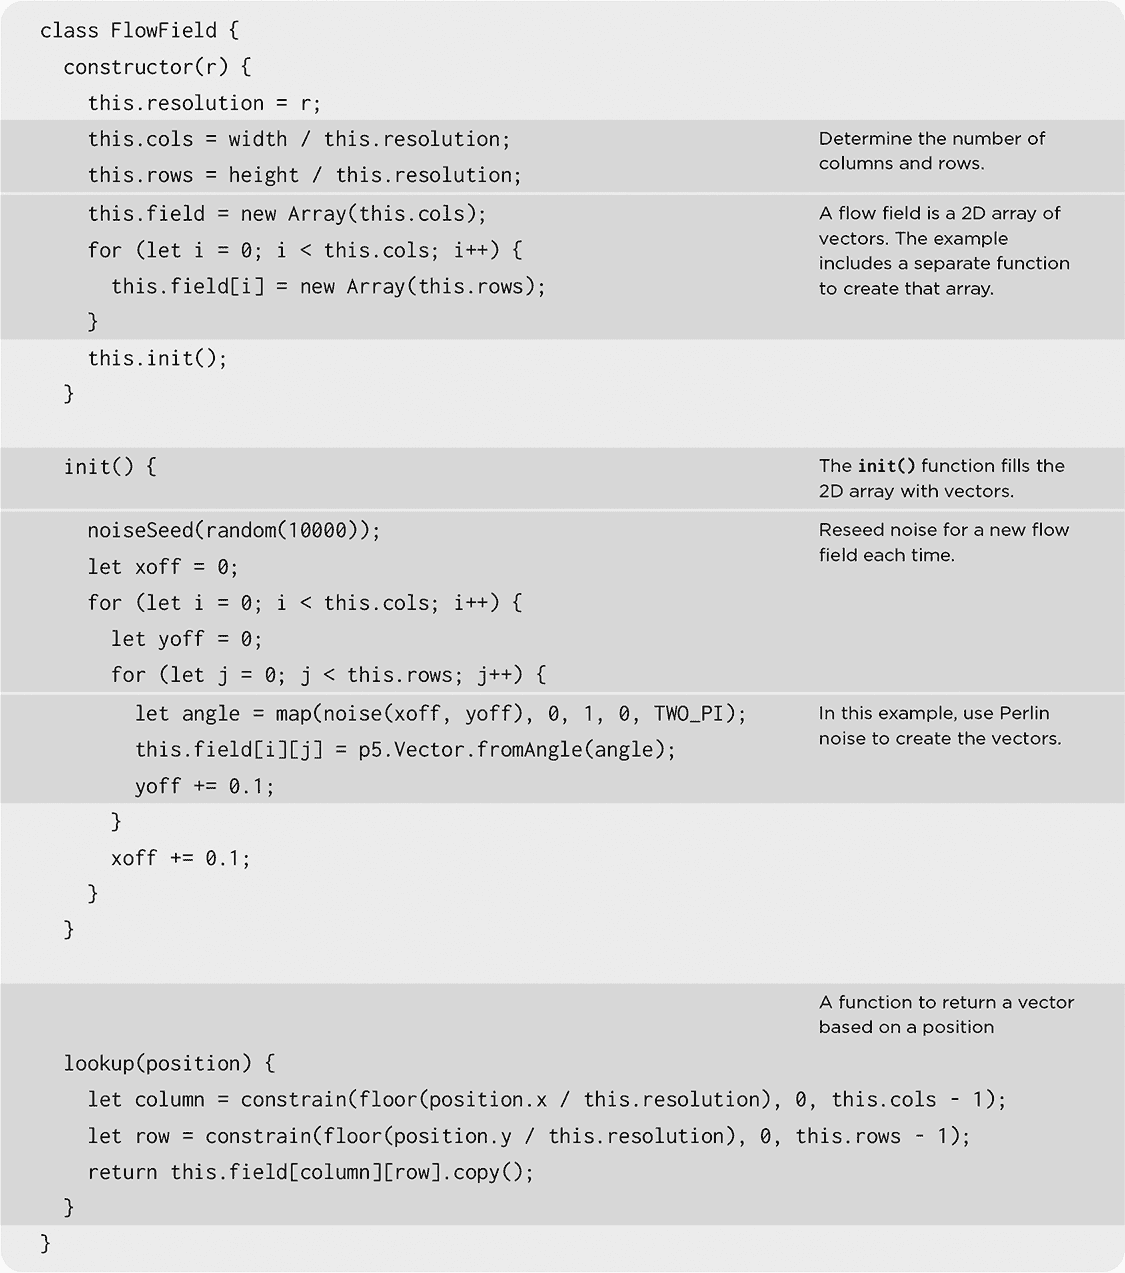 class FlowField {
constructor(r) {
this.resolution = r;
this.cols = width / this.resolution;
this.rows = height / this.resolution;
Determine the number of
columns and rows.
this.field = new Array(this.cols);
for (let i = 0; i < this.cols; i++) {
this.field[i] = new Array(this.rows);
}
A flow field is a 2D array of
vectors. The example
includes a separate function
to create that array.
this.init();
}
init() {
The init() function fills the
2D array with vectors.
noiseSeed(random(10000));
let xoff = 0;
for (let i = 0; i < this.cols; i++) {
let yoff = 0;
for (let j = 0; j < this.rows; j++) {
Reseed noise for a new flow
field each time.
let angle = map(noise(xoff, yoff), 0, 1, 0, TWO_PI);
this.field[i][j] = p5.Vector.fromAngle(angle);
yoff += 0.1;
In this example, use Perlin
noise to create the vectors.
}
xoff += 0.1;
}
}
A function to return a vector
based on a position
lookup(position) {
let column = constrain(floor(position.x / this.resolution), 0, this.cols - 1);
let row = constrain(floor(position.y / this.resolution), 0, this.rows - 1);
return this.field[column][row].copy();
}
}